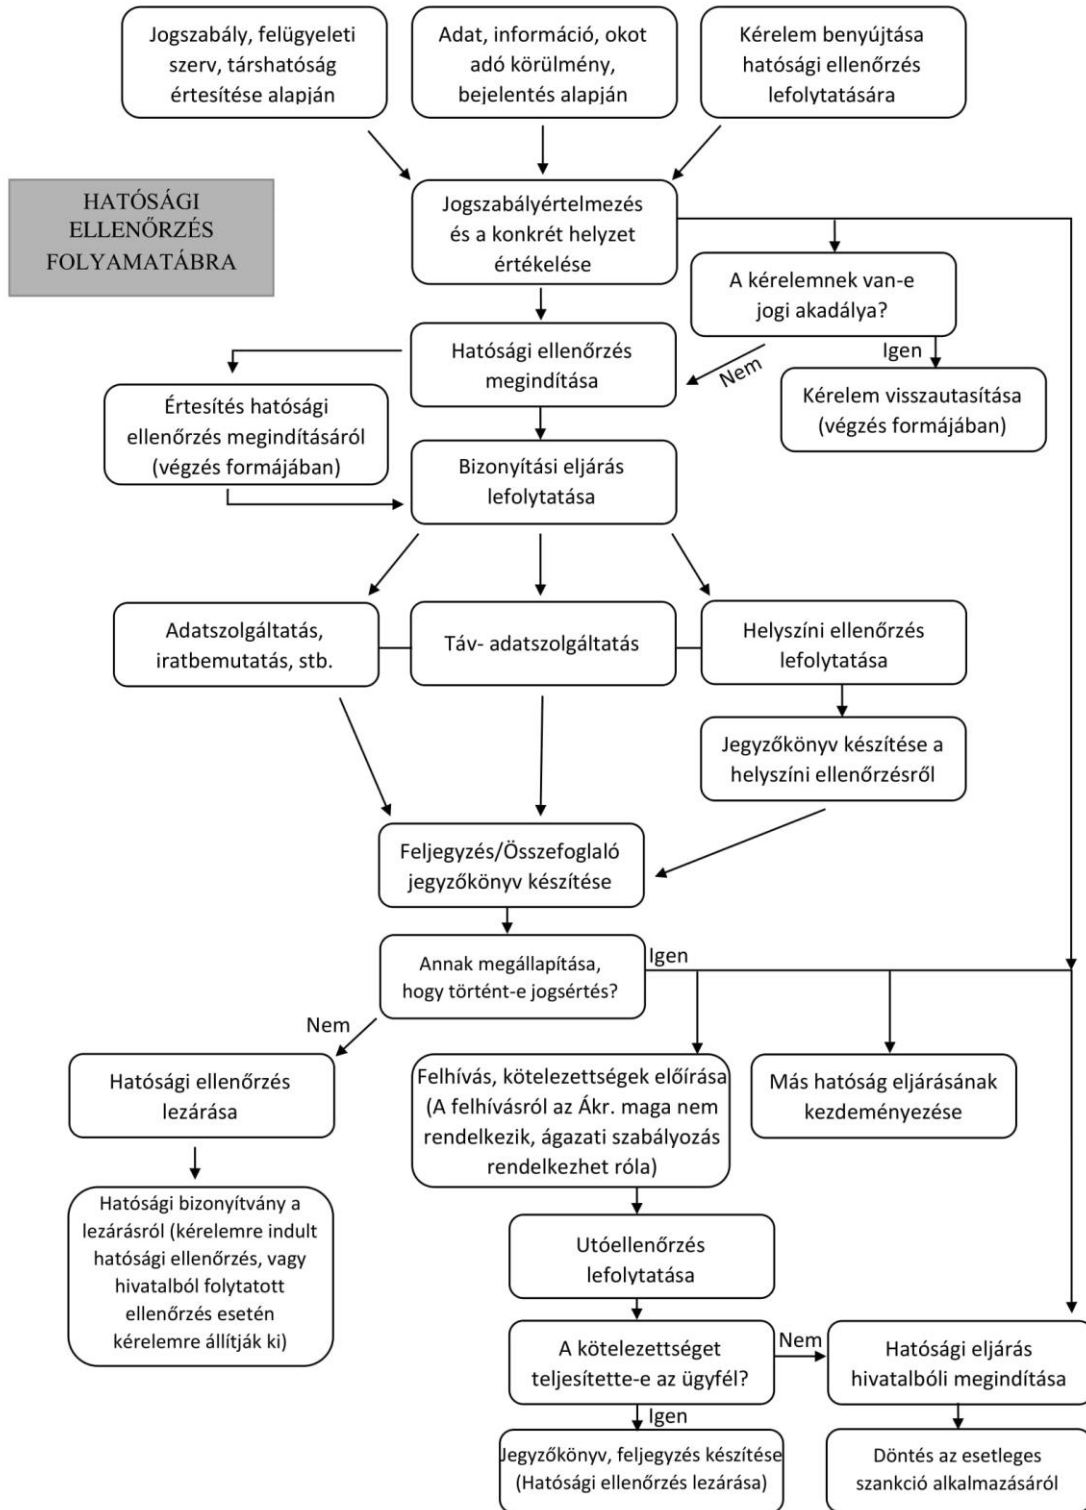 Jogszabály, felügyeleti
szerv, társhatóság
értesítése alapján
Adat, információ, okot
adó körülmény,
bejelentés alapján
Kérelem benyújtása
hatósági ellenőrzés
lefolytatására
HATÓSÁGI
ELLENŐRZÉS
FOLYAMATÁBRA
Jogszabályértelmezés
és a konkrét helyzet
értékelése
A kérelemnek van-e
jogi akadálya?
Hatósági ellenőrzés
megindítása
Nem
Igen
Kérelem visszautasítása
(végzés formájában)
Értesítés hatósági
ellenőrzés megindításáról
(végzés formájában)
Bizonyítási eljárás
lefolytatása
Adatszolgáltatás,
iratbemutatás, stb.
Táv- adatszolgáltatás
Helyszíni ellenőrzés
lefolytatása
Jegyzőkönyv készítése a
helyszíni ellenőrzésről
Feljegyzés/Összefoglaló
jegyzőkönyv készítése
Annak megállapítása,
hogy történt-e jogsértés?
Igen
Nem
Hatósági ellenőrzés
lezárása
Felhívás, kötelezettségek előírása
(A felhívásról az Ákr. maga nem
rendelkezik, ágazati szabályozás
rendelkezhet róla)
Más hatóság eljárásának
kezdeményezése
Hatósági bizonyítvány a
lezárásról (kérelemre indult
hatósági ellenőrzés, vagy
hivatalból folytatott
ellenőrzés esetén
kérelemre állítják ki)
Utóellenőrzés
lefolytatása
A kötelezettséget
teljesítette-e az ügyfél?
Nem
Hatósági eljárás
hivatalbóli megindítása
Igen
Jegyzőkönyv, feljegyzés készítése
(Hatósági ellenőrzés lezárása)
Döntés az esetleges
szankció alkalmazásáról